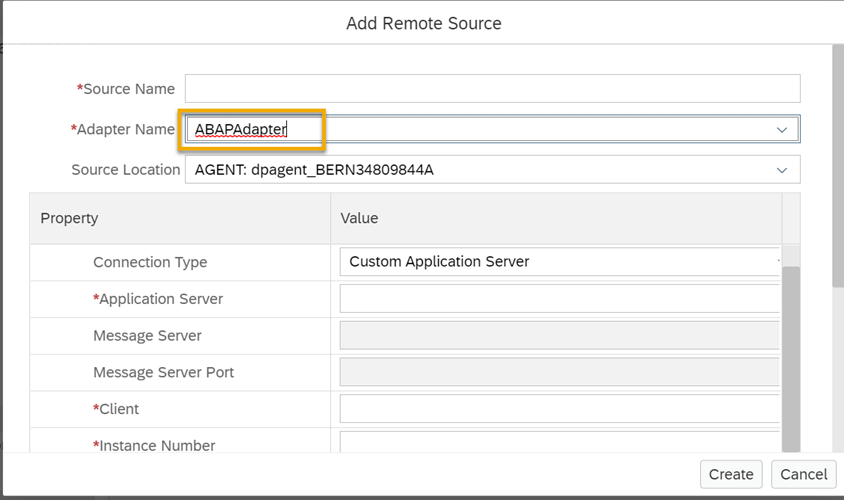 Add Remote Source
*Source Name
*Adapter Name ABAPAdapter
Source Location AGENT: dpagent_BERN34809844A
Property Value
Connection Type Custom Application Server
*Application Server
Message Server
Message Server Port
*Client
*Instance Number
Create Cancel